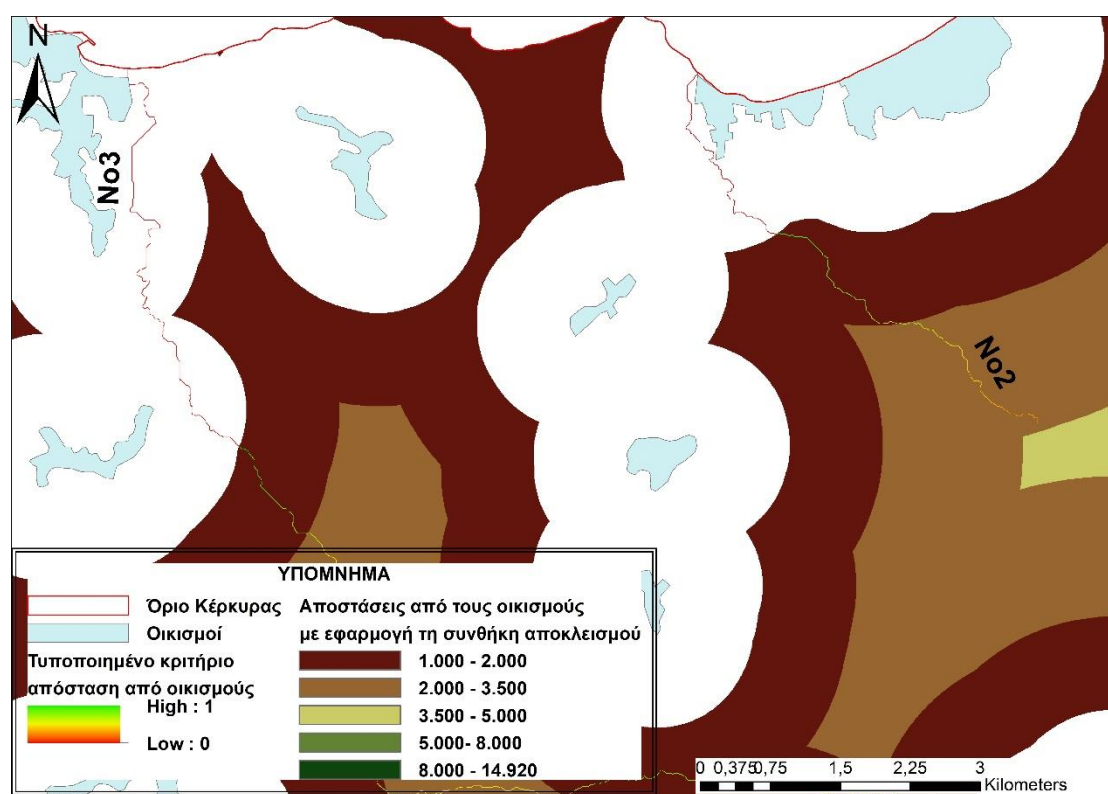 N
No3
No2
ΥΠΟΜΝΗΜΑ
Όριο Κέρκυρας
Οικισμοί
Τυποποιημένο κριτήριο
απόσταση από οικισμούς
High : 1
Low : 0
Αποστάσεις από τους οικισμούς
με εφαρμογή τη συνθήκη αποκλεισμού
1.000 - 2.000
2.000 - 3.500
3.500 - 5.000
5.000- 8.000
8.000 - 14.920
0 0,3750,75 1,5 2,25 3
Kilometers